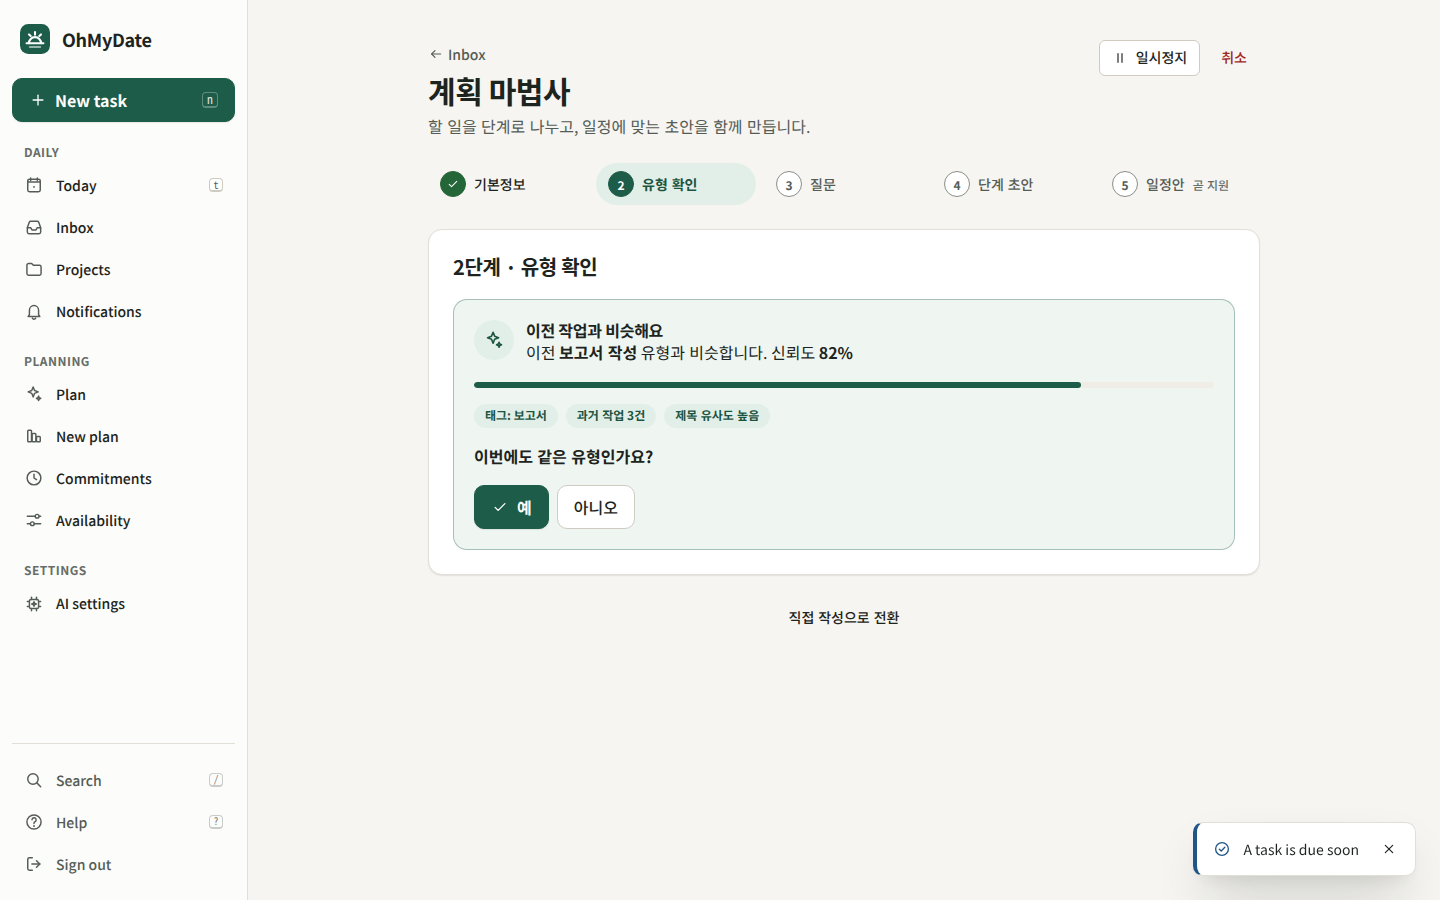 OhMyDate
New task
n
DAILY
Today
t
Inbox
Projects
Notifications
PLANNING
Plan
New plan
Commitments
Availability
SETTINGS
AI settings
Search
/
Help
?
Sign out
Inbox
계획 마법사
할 일을 단계로 나누고, 일정에 맞는 초안을 함께 만듭니다.
일시정지
취소
기본정보
2 유형 확인
3 질문
4 단계 초안
5 일정안 곧 지원
2단계 · 유형 확인
이전 작업과 비슷해요
이전 보고서 작성 유형과 비슷합니다. 신뢰도 82%
태그: 보고서
과거 작업 3건
제목 유사도 높음
이번에도 같은 유형인가요?
예
아니오
직접 작성으로 전환
A task is due soon